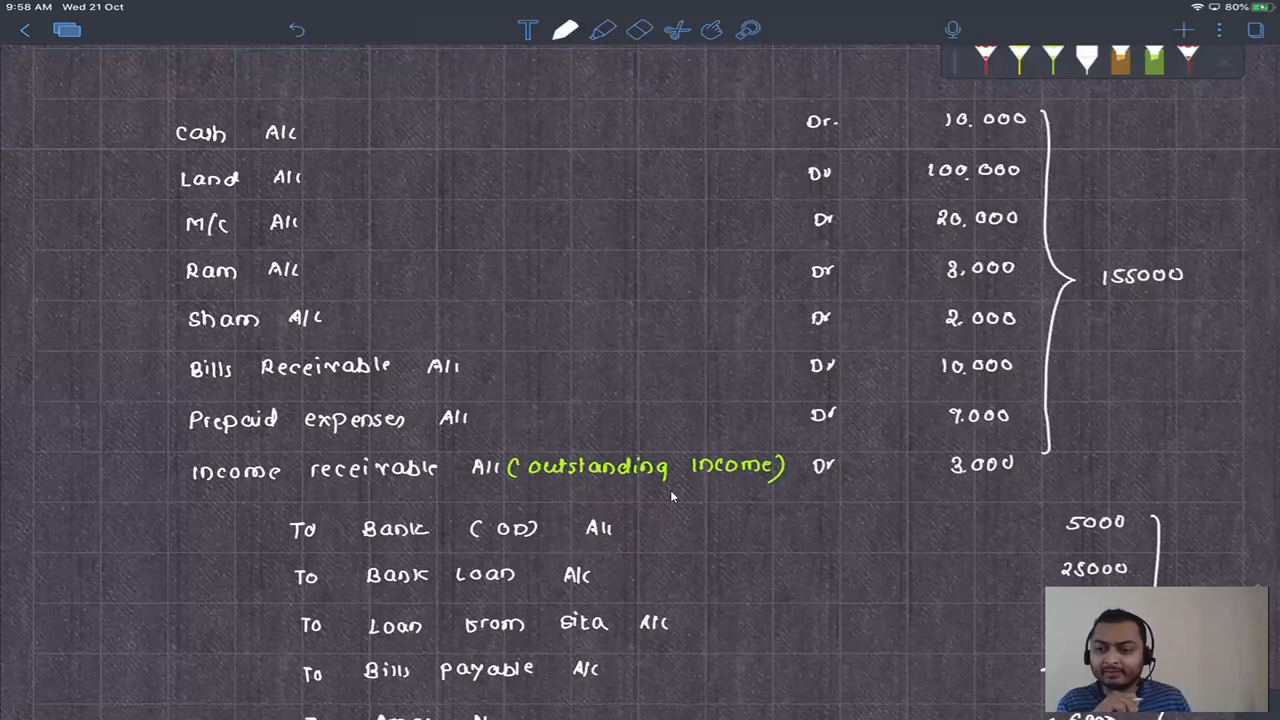 9:58 AM Wed 21 Oct 80%
Cash A/c Dr. 10.000
Land A/c Dr 100.000
M/C A/c Dr 20.000
Ram A/c Dr 3.000
Sham A/c Dr 2.000
Bills Receivable A/c Dr 10.000
Prepaid expenses A/c Dr 7.000
155000
Income receivable A/c (Outstanding Income) Dr 3.000
To Bank (OD) A/c 5000
To Bank Loan A/c 25000
To Loan from Sita A/c
To Bills payable A/c